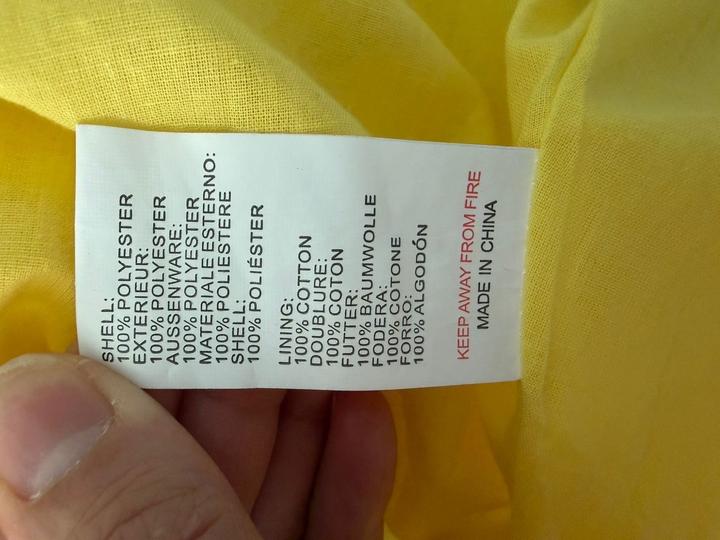 SHELL:
100% POLYESTER
EXTERIEUR:
100% POLYESTER
AUSSENWARE:
100% POLYESTER
MATERIALE ESTERNO:
100% POLIESTERE
SHELL:
100% POLIÉSTER
LINING:
100% COTTON
DOUBLURE:
100% COTON
FUTTER:
100% BAUMWOLLE
FODERA:
100% COTONE
FORRO:
100% ALGODÓN
KEEP AWAY FROM FIRE
MADE IN CHINA